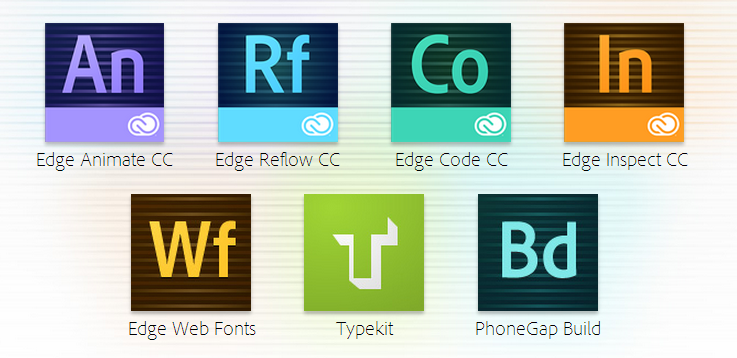 An Rf Co In
Edge Animate CC Edge Reflow CC Edge Code CC Edge Inspect CC
Wf T Bd
Edge Web Fonts Typekit PhoneGap Build